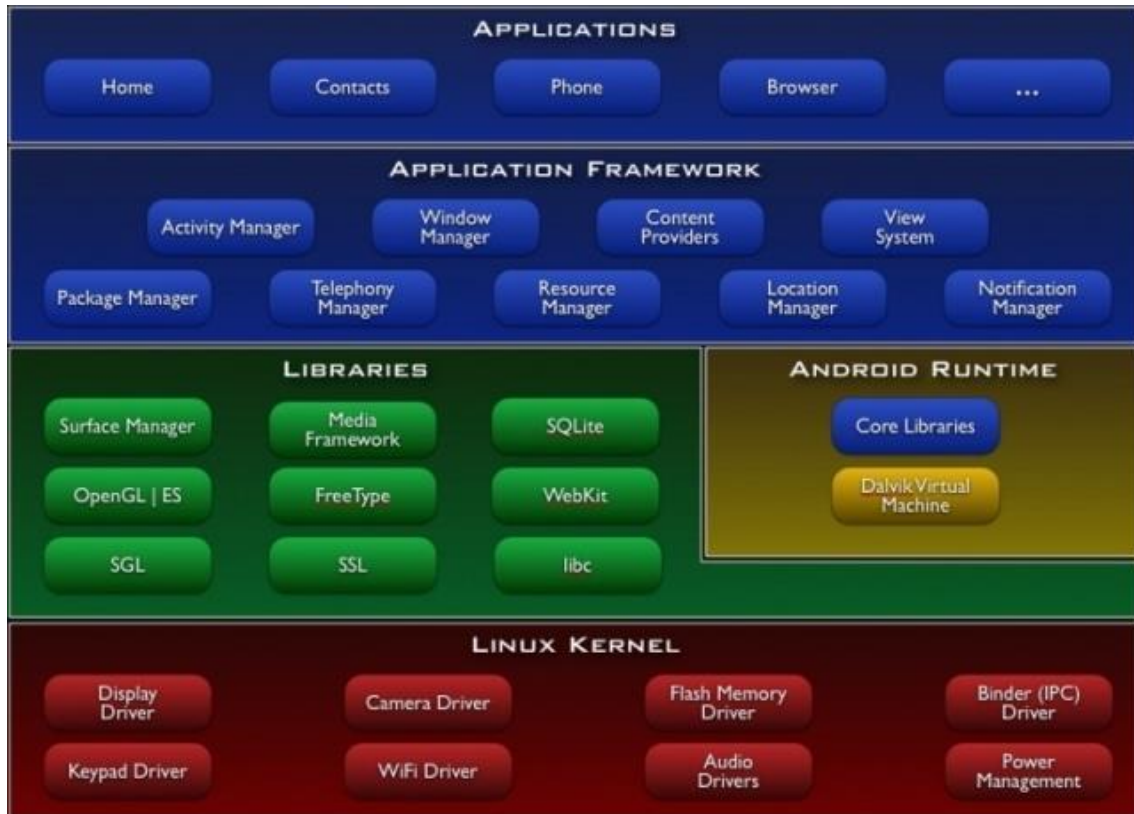 APPLICATIONS
Home
Contacts
Phone
Browser
...
APPLICATION FRAMEWORK
Activity Manager
Window
Manager
Content
Providers
View
System
Package Manager
Telephony
Manager
Resource
Manager
Location
Manager
Notification
Manager
LIBRARIES
Surface Manager
Media
Framework
SQLite
OpenGL | ES
FreeType
WebKit
SGL
SSL
libc
ANDROID RUNTIME
Core Libraries
Dalvik Virtual
Machine
LINUX KERNEL
Display
Driver
Camera Driver
Flash Memory
Driver
Binder (IPC)
Driver
Keypad Driver
WiFi Driver
Audio
Drivers
Power
Management